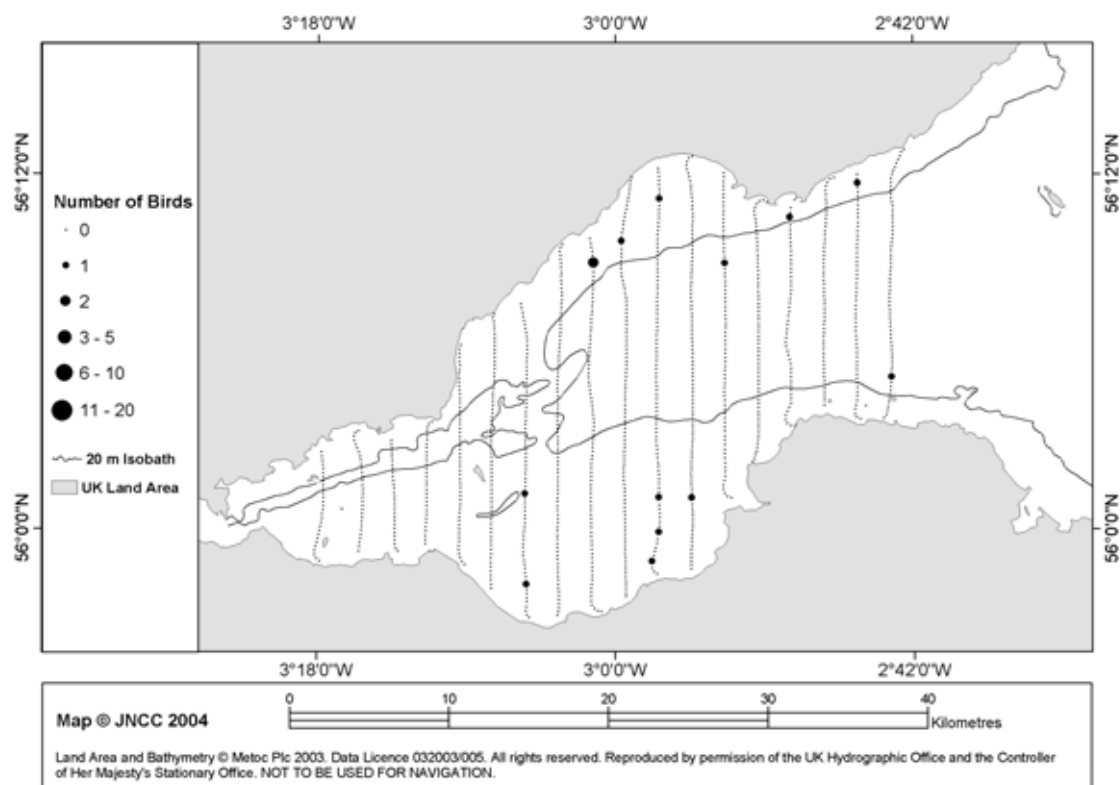 3°18'0"W 3°0'0"W 2°42'0"W
56°12'0"N 56°12'0"N
Number of Birds
0
1
2
3 - 5
6 - 10
11 - 20
20 m Isobath
UK Land Area
56°0'0"N 56°0'0"N
3°18'0"W 3°0'0"W 2°42'0"W
0 10 20 30 40
Map © JNCC 2004 Kilometres
Land Area and Bathymetry © Metoc Plc 2003. Data Licence 032003/005. All rights reserved. Reproduced by permission of the UK Hydrographic Office and the Controller
of Her Majesty's Stationary Office. NOT TO BE USED FOR NAVIGATION.